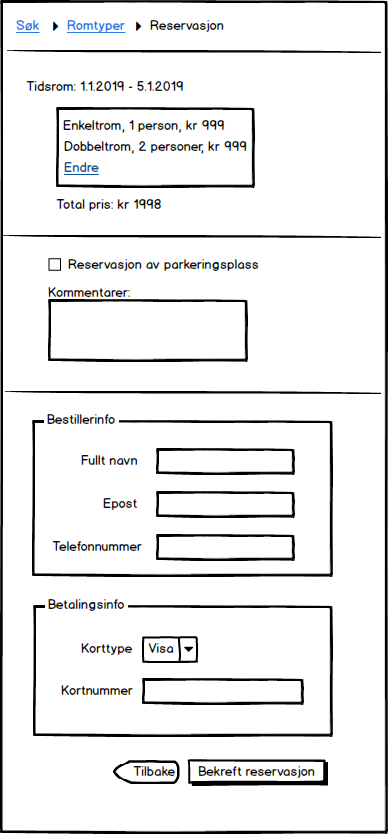 Søk Romtyper Reservasjon
Tidsrom: 1.1.2019 - 5.1.2019
Enkeltrom, 1 person, kr 999
Dobbeltrom, 2 personer, kr 999
Endre
Total pris: kr 1998
Reservasjon av parkeringsplass
Kommentarer:
Bestillerinfo
Fullt navn
Epost
Telefonnummer
Betalingsinfo
Korttype Visa
Kortnummer
Tilbake Bekreft reservasjon